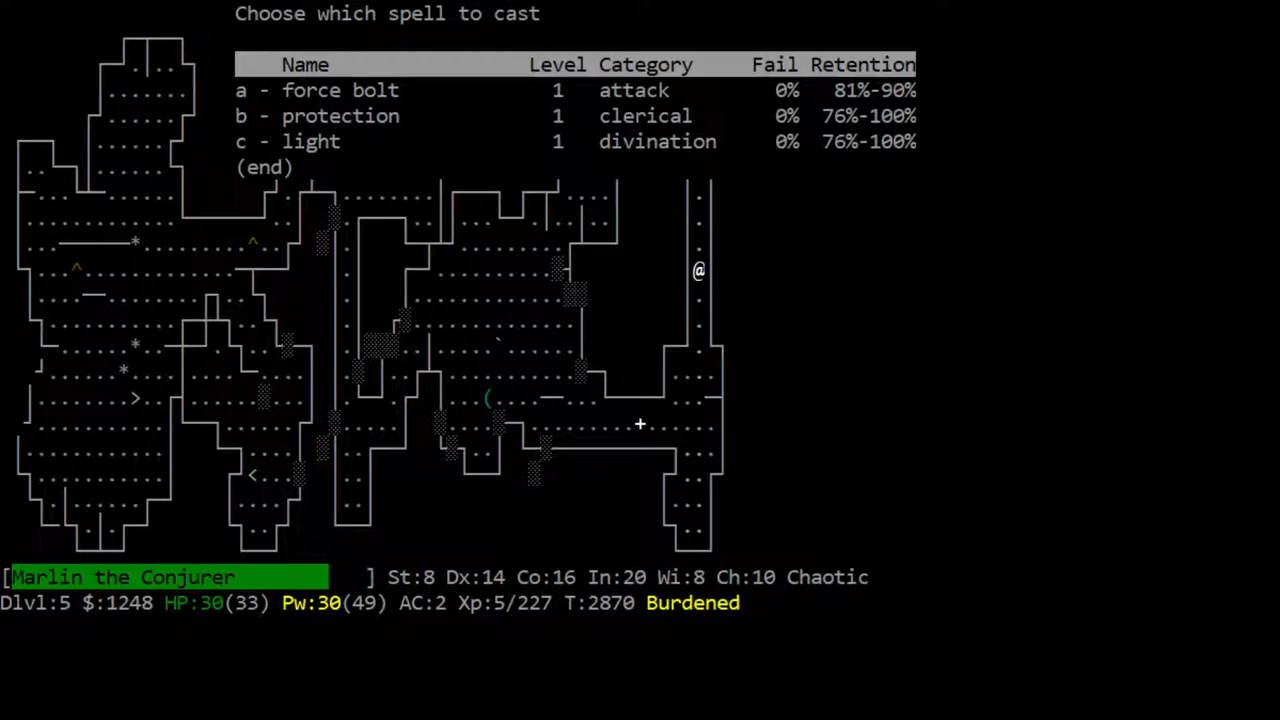 Choose which spell to cast
Name Level Category Fail Retention
a - force bolt 1 attack 0% 81%-90%
b - protection 1 clerical 0% 76%-100%
c - light 1 divination 0% 76%-100%
(end)
[Marlin the Conjurer ] St:8 Dx:14 Co:16 In:20 Wi:8 Ch:10 Chaotic
Dlvl:5 $:1248 HP:30(33) Pw:30(49) AC:2 Xp:5/227 T:2870 Burdened